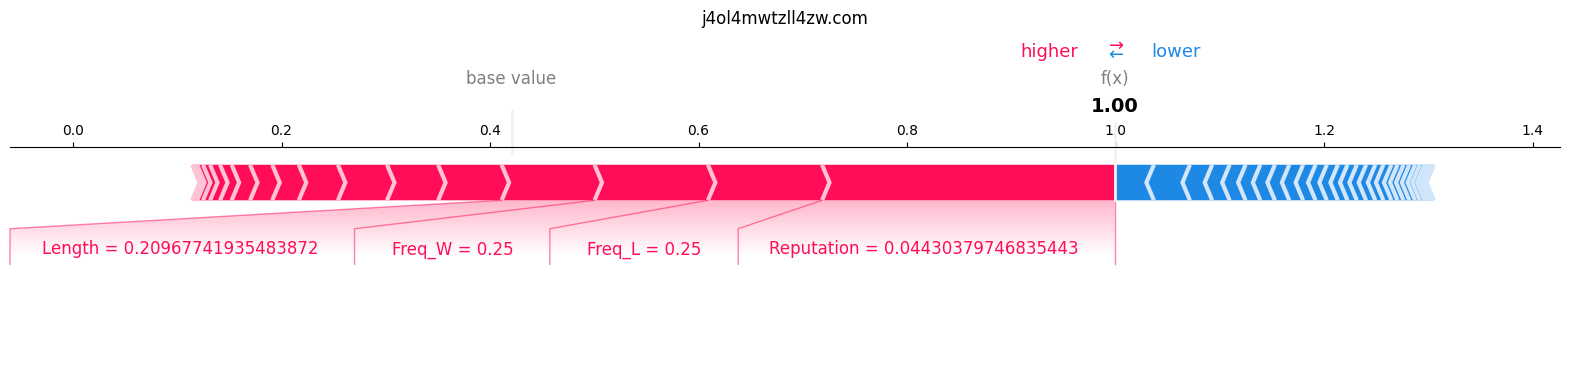 j4ol4mwtzll4zw.com
higher ⇄ lower
base value f(x)
1.00
0.0 0.2 0.4 0.6 0.8 1.0 1.2 1.4
Length = 0.20967741935483872 Freq_W = 0.25 Freq_L = 0.25 Reputation = 0.04430379746835443